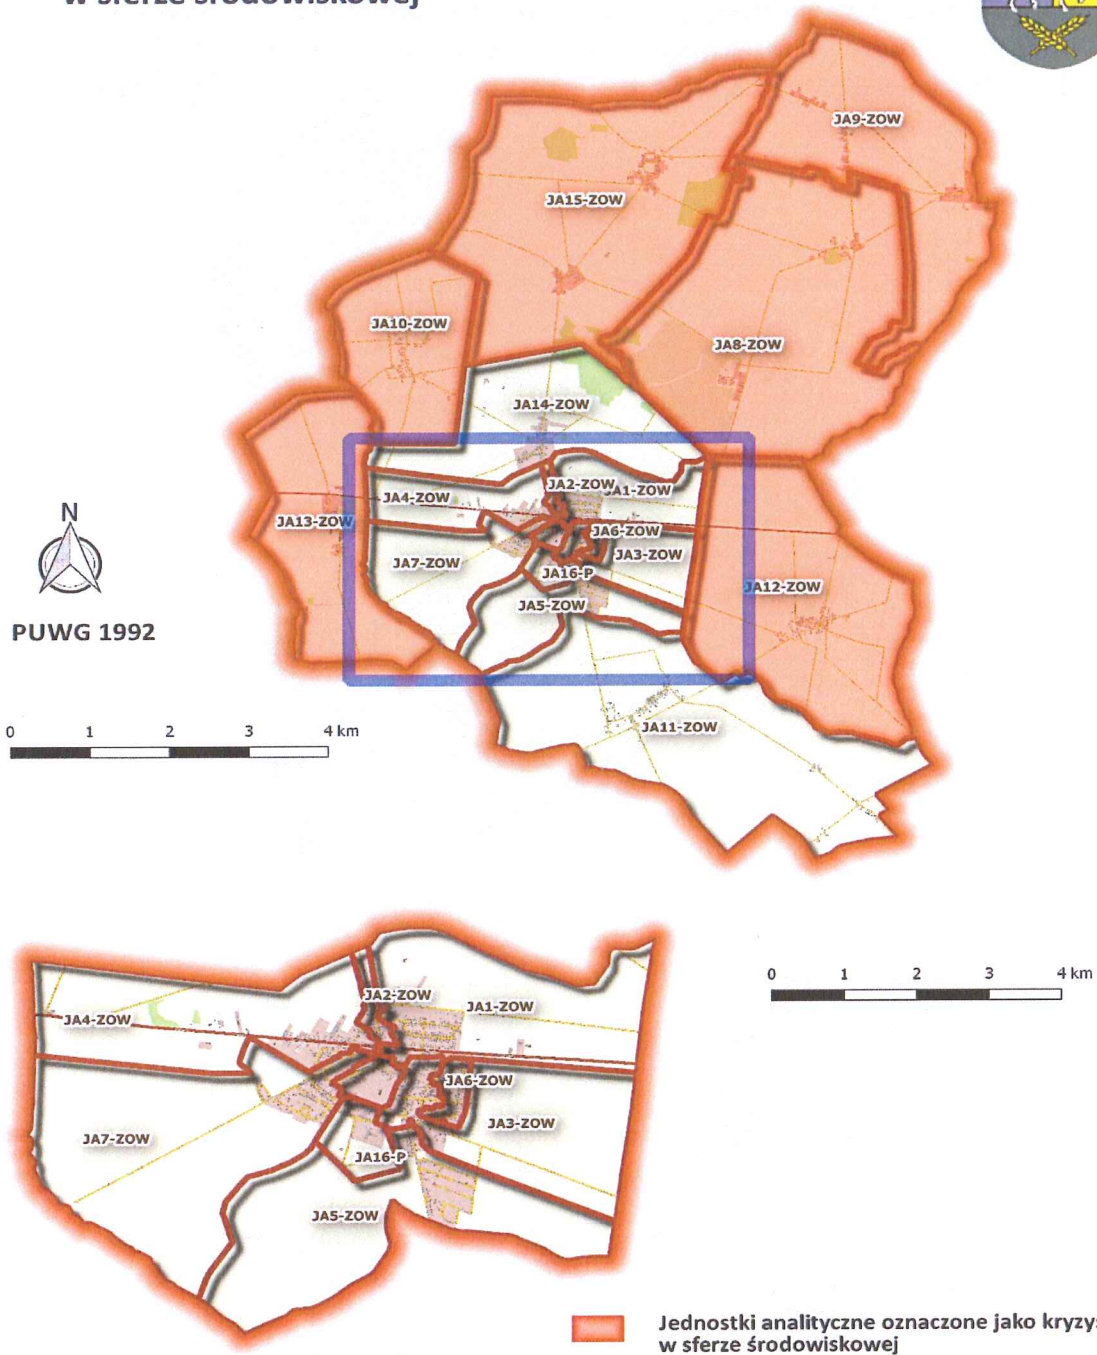 w sferze środowiskowej
JA9-ZOW
JA15-ZOW
JA10-ZOW
JA8-ZOW
JA14-ZOW
JA2-ZOW
JA1-ZOW
JA4-ZOW
JA13-ZOW
JA6-ZOW
JA3-ZOW
JA7-ZOW
JA16-P
JA12-ZOW
JA5-ZOW
JA11-ZOW
N
PUWG 1992
0 1 2 3 4 km
JA2-ZOW
JA1-ZOW
JA4-ZOW
JA6-ZOW
JA3-ZOW
JA7-ZOW
JA16-P
JA5-ZOW
0 1 2 3 4 km
Jednostki analityczne oznaczone jako
w sferze środowiskowej